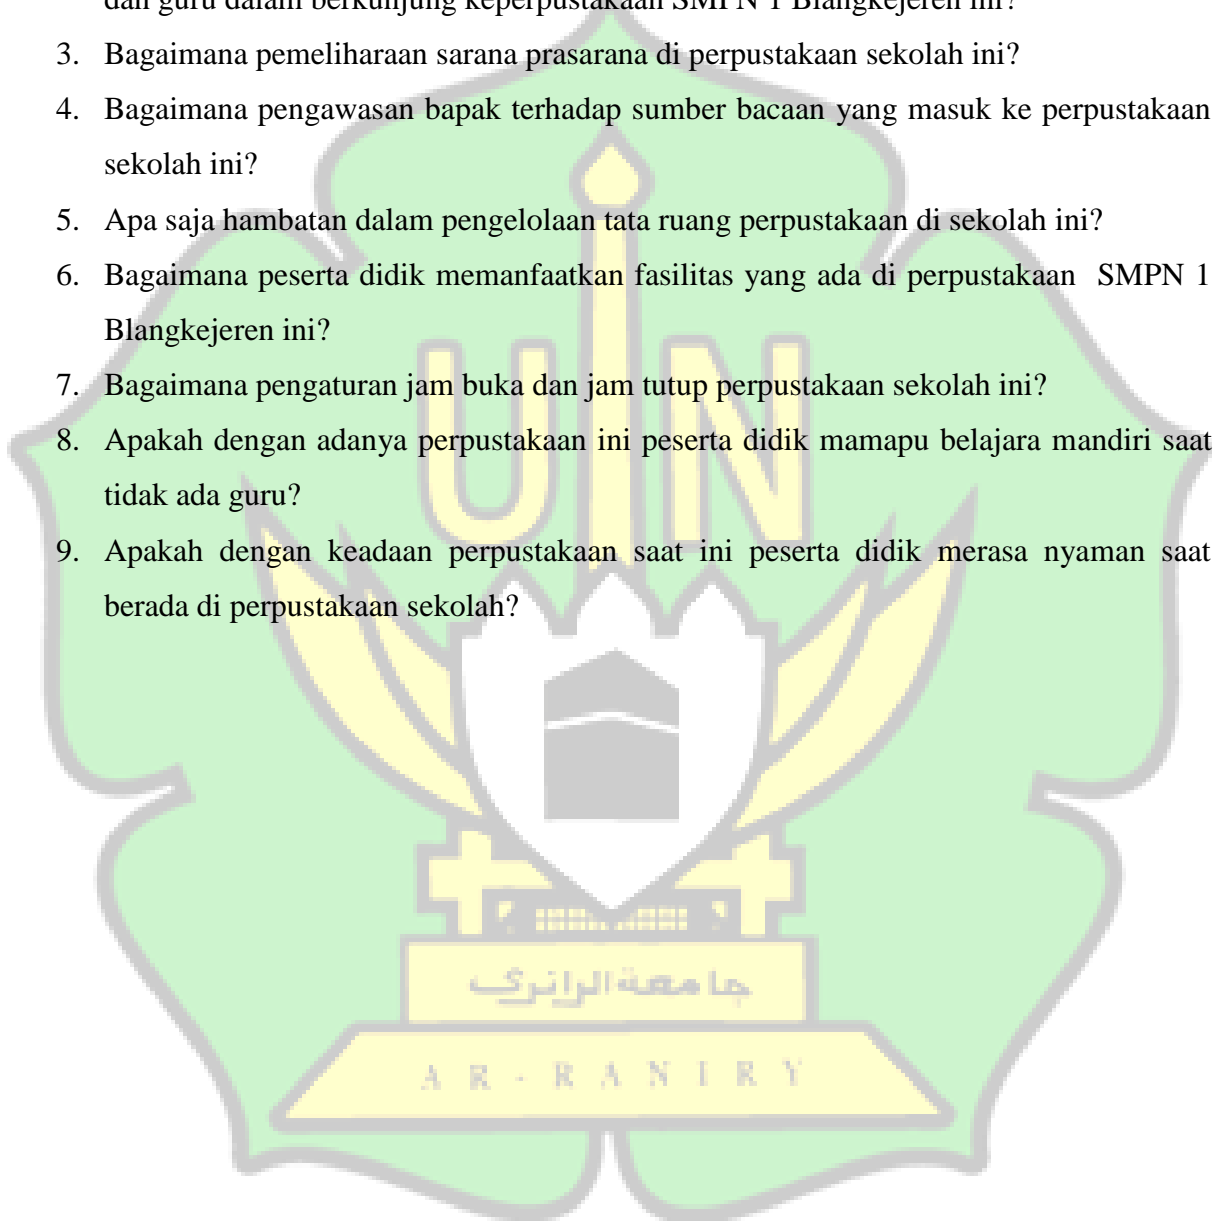 dan guru dalam berkunjung keperpustakaan SMPN 1 Blangkejeren ini?
3. Bagaimana pemeliharaan sarana prasarana di perpustakaan sekolah ini?
4. Bagaimana pengawasan bapak terhadap sumber bacaan yang masuk ke perpustakaan
sekolah ini?
5. Apa saja hambatan dalam pengelolaan tata ruang perpustakaan di sekolah ini?
6. Bagaimana peserta didik memanfaatkan fasilitas yang ada di perpustakaan SMPN 1
Blangkejeren ini?
7. Bagaimana pengaturan jam buka dan jam tutup perpustakaan sekolah ini?
8. Apakah dengan adanya perpustakaan ini peserta didik mamapu belajara mandiri saat
tidak ada guru?
9. Apakah dengan keadaan perpustakaan saat ini peserta didik merasa nyaman saat
berada di perpustakaan sekolah?
UIN
جامعة الرانري
AR-RANIRY